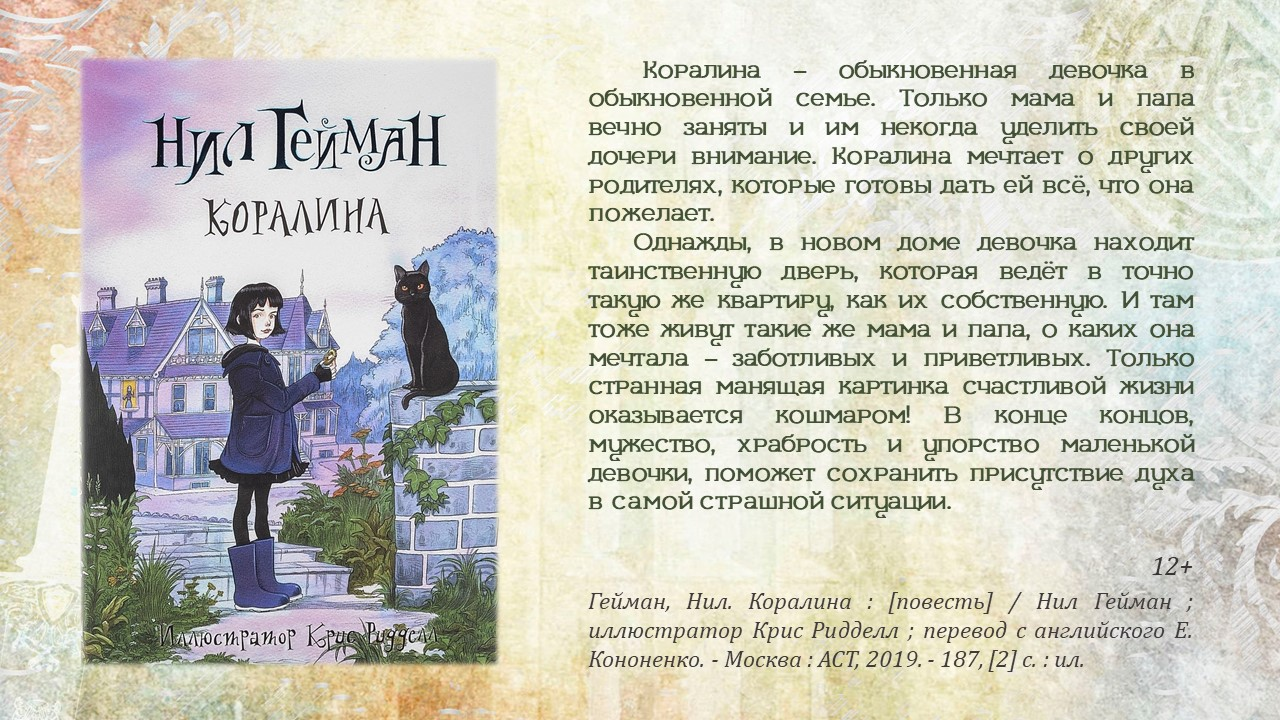 Нил Гейман
Коралина
Иллюстратор Крис Ридделл
Коралина – обыкновенная девочка в
обыкновенной семье. Только мама и папа
вечно заняты и им некогда уделить своей
дочери внимание. Коралина мечтает о других
родителях, которые готовы дать ей всё, что она
пожелает.
Однажды, в новом доме девочка находит
таинственную дверь, которая ведёт в точно
такую же квартиру, как их собственную. И там
тоже живут такие же мама и папа, о каких она
мечтала – заботливых и приветливых. Только
странная манящая картинка счастливой жизни
оказывается кошмаром! В конце концов,
мужество, храбрость и упорство маленькой
девочки, поможет сохранить присутствие духа
в самой страшной ситуации.
12+
Гейман, Нил. Коралина : [повесть] / Нил Гейман ;
иллюстратор Крис Ридделл ; перевод с английского Е.
Кононенко. - Москва : АСТ, 2019. - 187, [2] с. : ил.